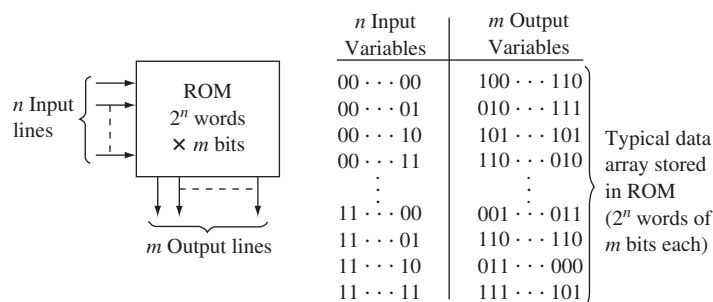 n Input
lines
ROM
2ⁿ words
× m bits
m Output lines
n Input
Variables
m Output
Variables
00 · · · 00 100 · · · 110
00 · · · 01 010 · · · 111
00 · · · 10 101 · · · 101
00 · · · 11 110 · · · 010
11 · · · 00 001 · · · 011
11 · · · 01 110 · · · 110
11 · · · 10 011 · · · 000
11 · · · 11 111 · · · 101
Typical data
array stored
in ROM
(2ⁿ words of
m bits each)